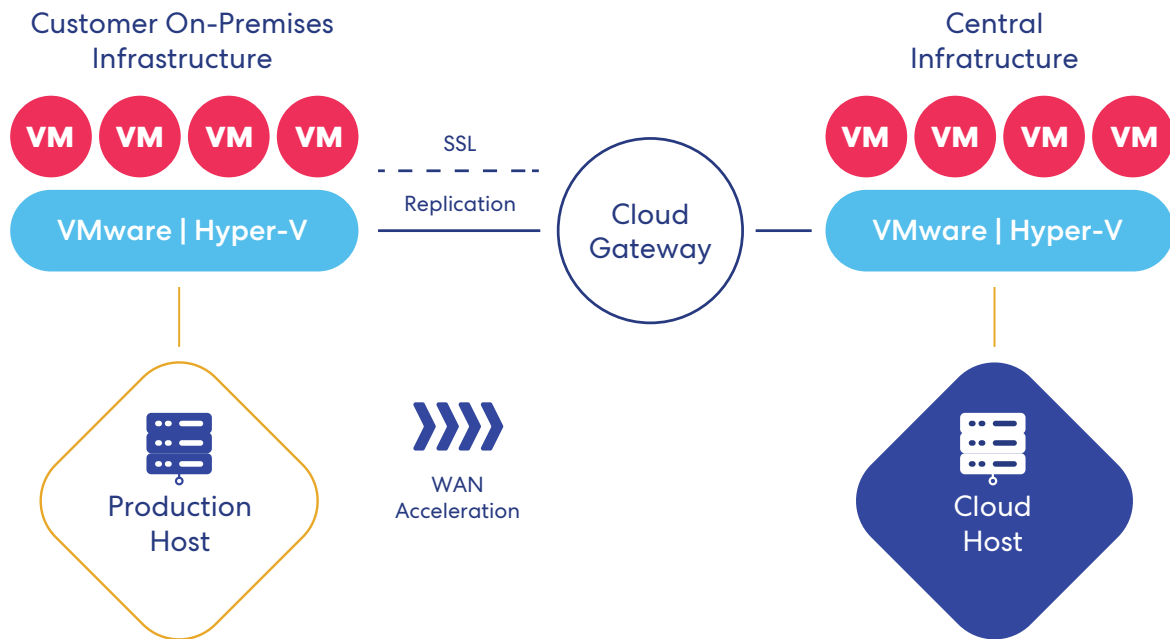 Customer On-Premises
Infrastructure
VM VM VM VM
VMware | Hyper-V
SSL
Replication
Cloud
Gateway
Central
Infratructure
VM VM VM VM
VMware | Hyper-V
Production
Host
WAN
Acceleration
Cloud
Host